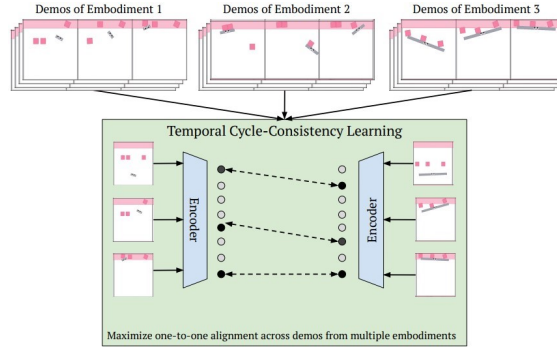 Demos of Embodiment 1
Demos of Embodiment 2
Demos of Embodiment 3
Temporal Cycle-Consistency Learning
Encoder
Encoder
Maximize one-to-one alignment across demos from multiple embodiments